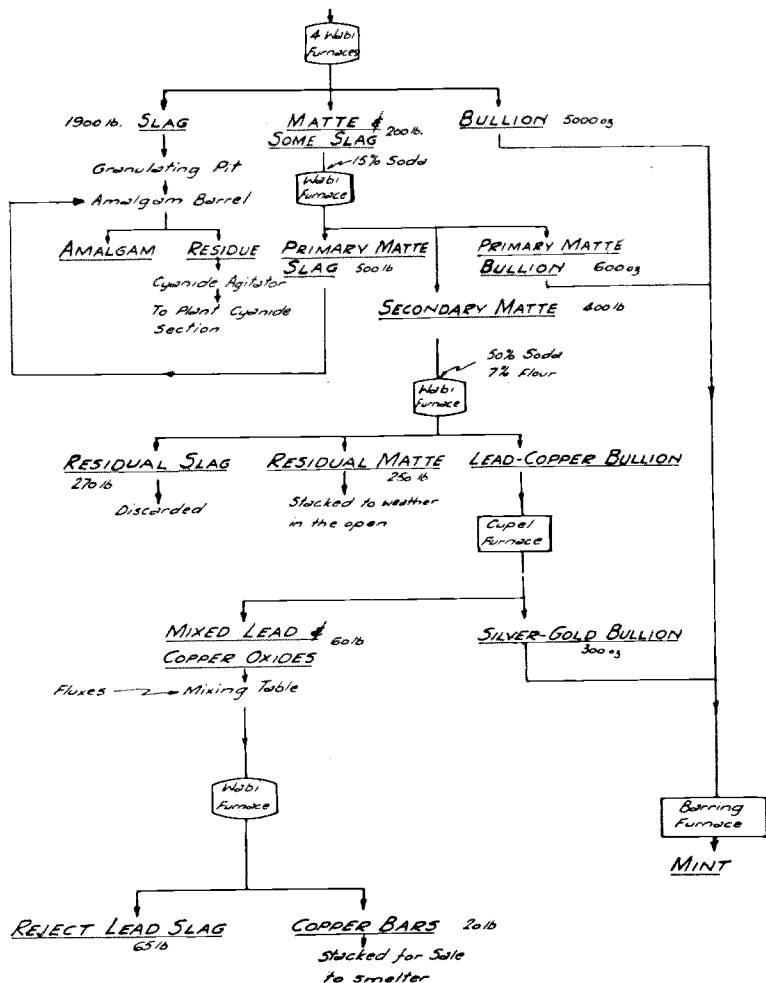 4 Wabi
Furnaces
1900 lb. SLAG
MATTE &
SOME SLAG 200 lb.
BULLION 5000 oz
15% Soda
Granulating Pit
Wabi
Furnace
Amalgam Barrel
AMALGAM
RESIDUE
PRIMARY MATTE
SLAG 500 lb
PRIMARY MATTE
BULLION 600 oz
Cyanide Agitator
To Plant Cyanide
Section
SECONDARY MATTE 400 lb
50% Soda
7% Flour
Wabi
Furnace
RESIDUAL SLAG
270 lb
Discarded
RESIDUAL MATTE
250 lb
Stacked to weather
in the open
LEAD-COPPER BULLION
Cupel
Furnace
MIXED LEAD & 60 lb
COPPER OXIDES
SILVER-GOLD BULLION
300 oz
Fluxes Mixing Table
Wabi
Furnace
Barring
Furnace
MINT
REJECT LEAD SLAG
65 lb
COPPER BARS 20 lb
Stacked for Sale
to smelter